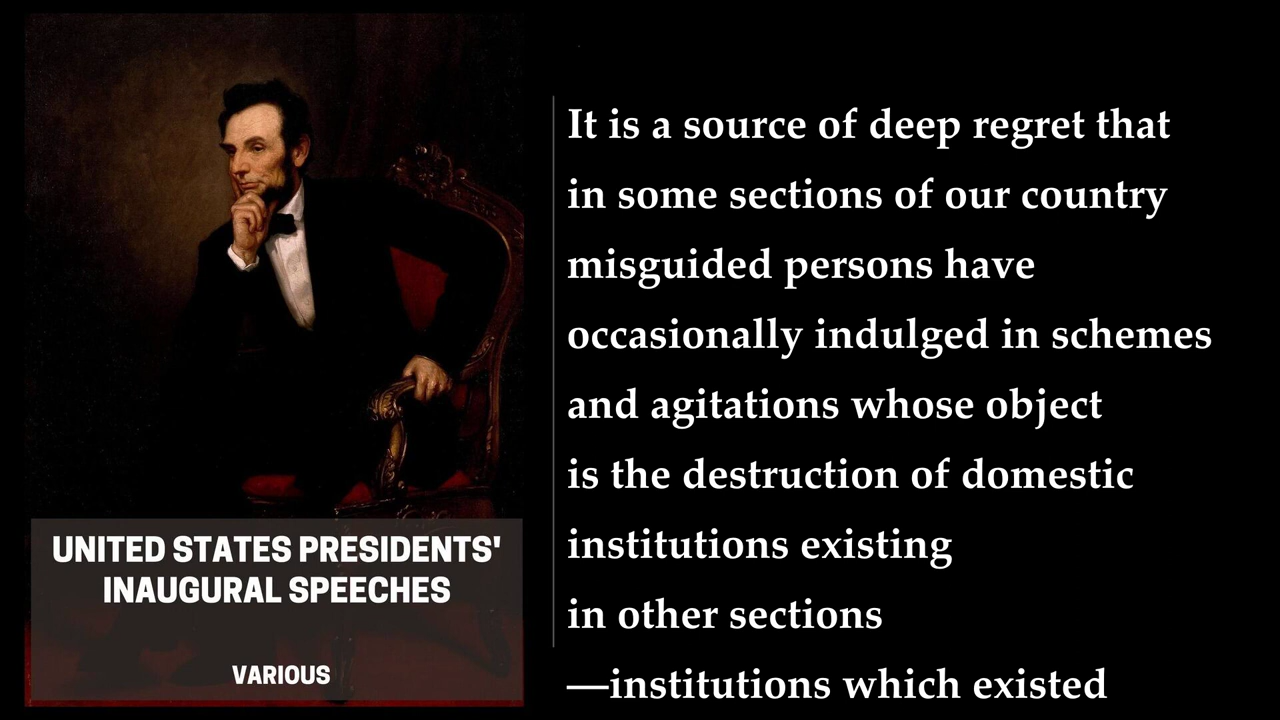 UNITED STATES PRESIDENTS'
INAUGURAL SPEECHES
VARIOUS
It is a source of deep regret that
in some sections of our country
misguided persons have
occasionally indulged in schemes
and agitations whose object
is the destruction of domestic
institutions existing
in other sections
—institutions which existed